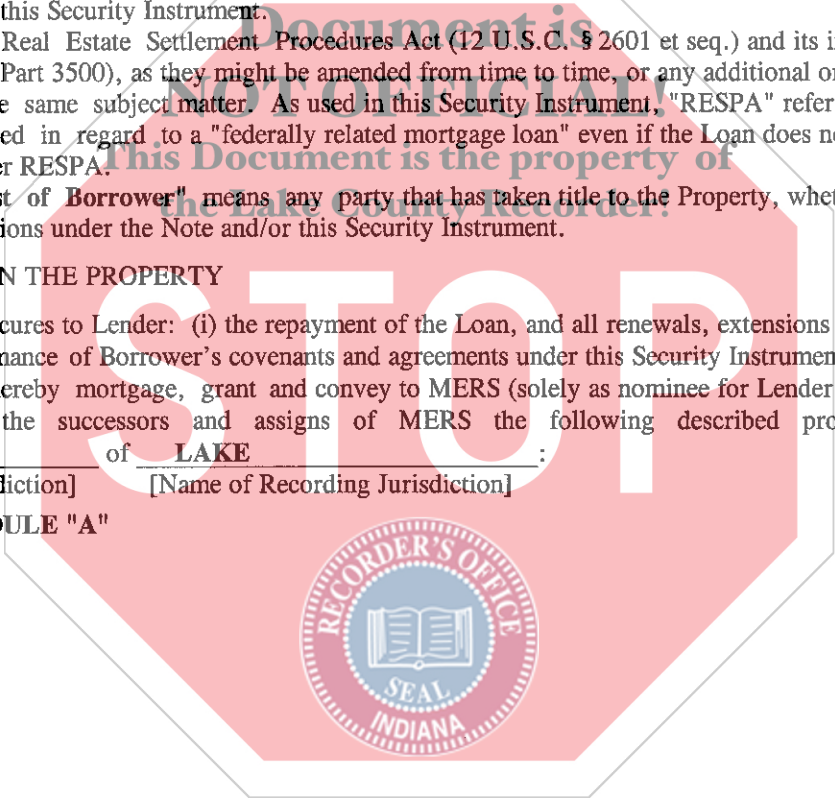 this Security Instrument.
Document is
Real Estate Settlement Procedures Act (12 U.S.C. § 2601 et seq.) and its i
Part 3500), as they might be amended from time to time, or any additional o
NOT OFFICIAL!
e same subject matter. As used in this Security Instrument, "RESPA" refer
ed in regard to a "federally related mortgage loan" even if the Loan does n
This Document is the property of
r RESPA.
t of Borrower" means any party that has taken title to the Property, whet
the Lake County Recorder!
ions under the Note and/or this Security Instrument.
N THE PROPERTY
STOP
cures to Lender: (i) the repayment of the Loan, and all renewals, extensions
nance of Borrower's covenants and agreements under this Security Instrumen
ereby mortgage, grant and convey to MERS (solely as nominee for Lender
the successors and assigns of MERS the following described pro
of LAKE :
diction] [Name of Recording Jurisdiction]
ULE "A"
RECORDER'S OFFICE
SEAL
INDIANA